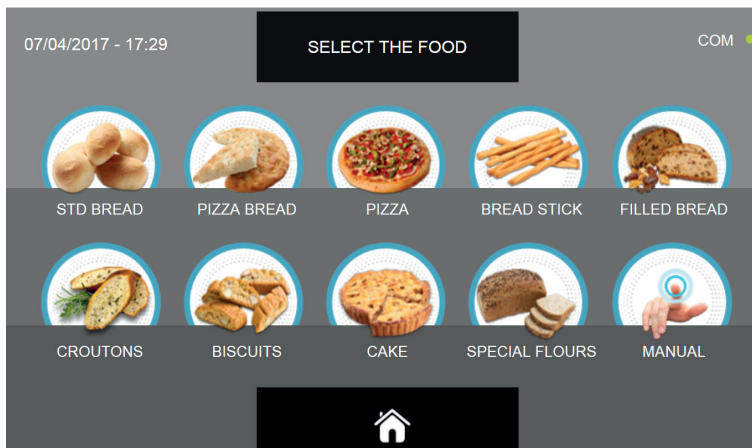 07/04/2017 - 17:29
SELECT THE FOOD
COM
STD BREAD
PIZZA BREAD
PIZZA
BREAD STICK
FILLED BREAD
CROUTONS
BISCUITS
CAKE
SPECIAL FLOURS
MANUAL